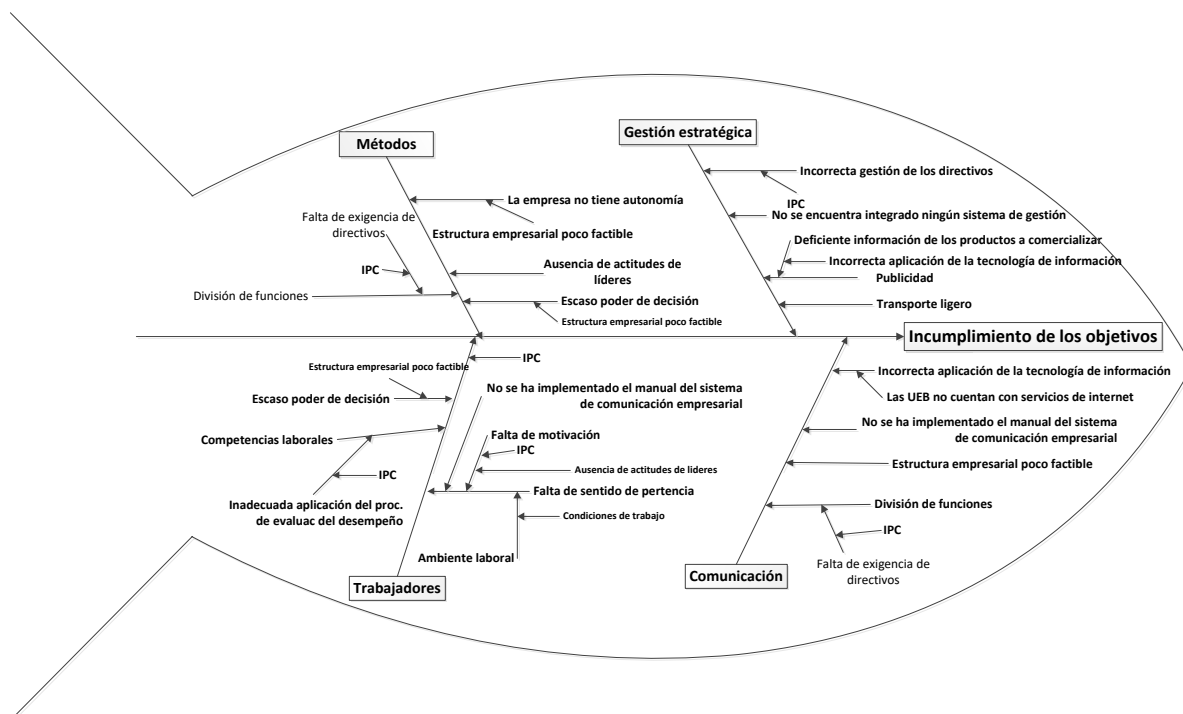 Métodos
La empresa no tiene autonomía
Estructura empresarial poco factible
Falta de exigencia de
directivos
IPC
División de funciones
Ausencia de actitudes de
líderes
Escaso poder de decisión
Estructura empresarial poco factible
Gestión estratégica
Incorrecta gestión de los directivos
IPC
No se encuentra integrado ningún sistema de gestión
Deficiente información de los productos a comercializar
Incorrecta aplicación de la tecnología de información
Publicidad
Transporte ligero
Incumplimiento de los objetivos
IPC
Estructura empresarial poco factible
Escaso poder de decisión
Competencias laborales
IPC
Inadecuada aplicación del proc.
de evaluac del desempeño
No se ha implementado el manual del sistema
de comunicación empresarial
Falta de motivación
IPC
Ausencia de actitudes de lideres
Falta de sentido de pertencia
Condiciones de trabajo
Ambiente laboral
Trabajadores
Incorrecta aplicación de la tecnología de información
Las UEB no cuentan con servicios de internet
No se ha implementado el manual del sistema
de comunicación empresarial
Estructura empresarial poco factible
División de funciones
IPC
Falta de exigencia de
directivos
Comunicación